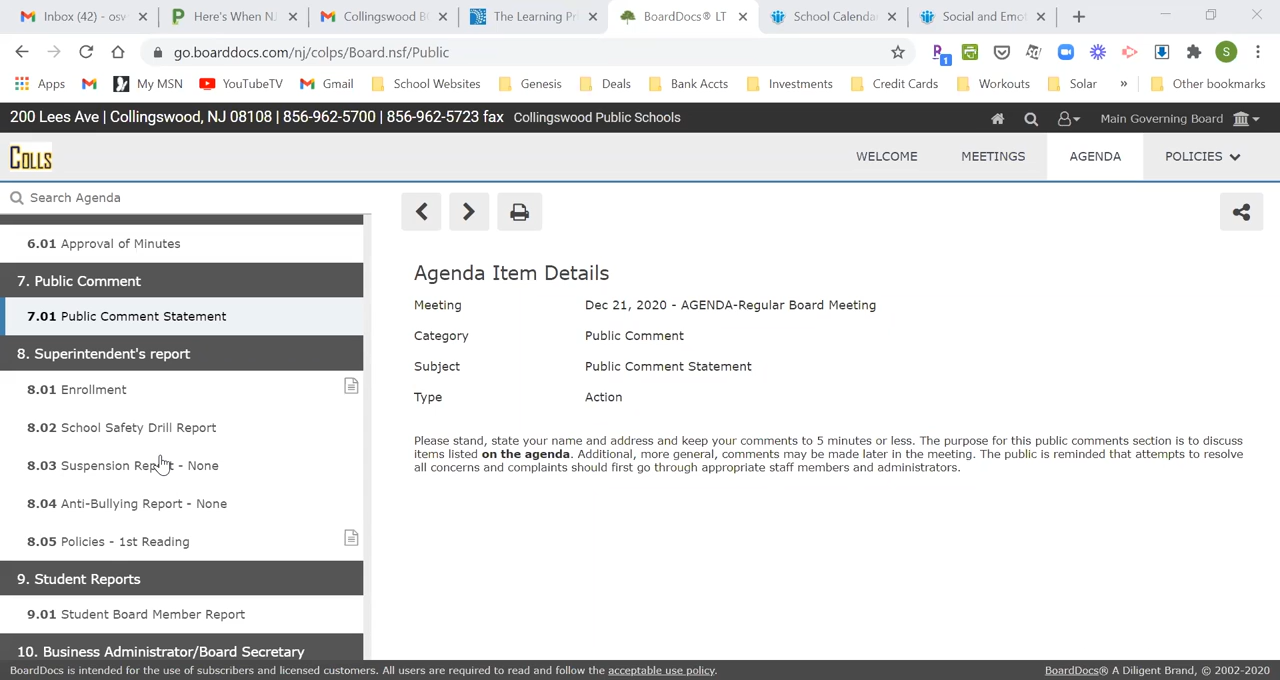 Inbox (42) - osw
Here's When NJ
Collingswood B
The Learning Pr
BoardDocs® LT
School Calenda
Social and Emot
go.boarddocs.com/nj/colps/Board.nsf/Public
Apps
My MSN
YouTubeTV
Gmail
School Websites
Genesis
Deals
Bank Accts
Investments
Credit Cards
Workouts
Solar
»
Other bookmarks
200 Lees Ave | Collingswood, NJ 08108 | 856-962-5700 | 856-962-5723 fax Collingswood Public Schools
Main Governing Board
COLLS
WELCOME
MEETINGS
AGENDA
POLICIES
Search Agenda
6.01 Approval of Minutes
7. Public Comment
7.01 Public Comment Statement
8. Superintendent's report
8.01 Enrollment
8.02 School Safety Drill Report
8.03 Suspension Report - None
8.04 Anti-Bullying Report - None
8.05 Policies - 1st Reading
9. Student Reports
9.01 Student Board Member Report
10. Business Administrator/Board Secretary
Agenda Item Details
Meeting Dec 21, 2020 - AGENDA-Regular Board Meeting
Category Public Comment
Subject Public Comment Statement
Type Action
Please stand, state your name and address and keep your comments to 5 minutes or less. The purpose for this public comments section is to discuss
items listed on the agenda. Additional, more general, comments may be made later in the meeting. The public is reminded that attempts to resolve
all concerns and complaints should first go through appropriate staff members and administrators.
BoardDocs is intended for the use of subscribers and licensed customers. All users are required to read and follow the acceptable use policy.
BoardDocs® A Diligent Brand, © 2002-2020